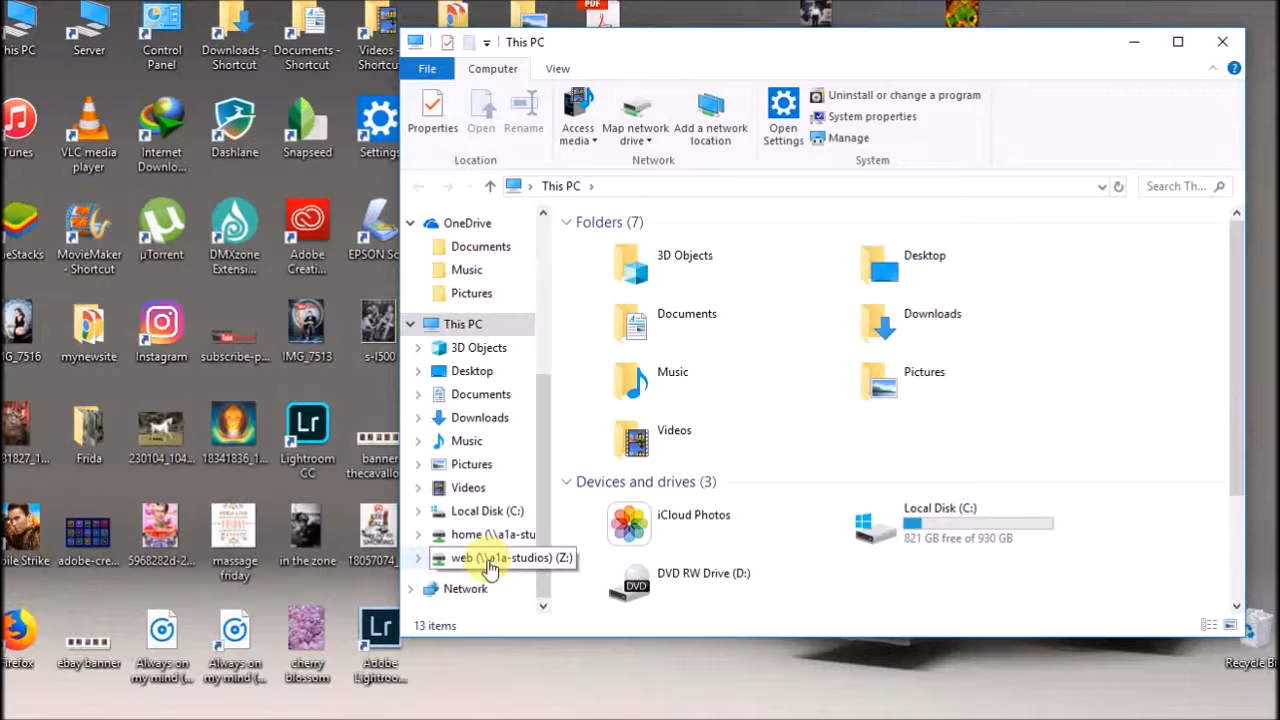 This PC
Server
Control
Panel
Downloads -
Shortcut
Documents -
Shortcut
Videos -
Shortcut
PDF
Tunes
VLC media
player
Internet
Downlo...
Dashlane
Snapseed
Settings
ueStacks
MovieMaker
- Shortcut
µTorrent
DMXzone
Extensi...
Adobe
Creati...
EPSON Sc
IMG_7516
mynewsite
Instagram
subscribe-p...
IMG_7513
s-l500
31827_1...
Frida
230104_104...
18341836_1...
Lr
Lightroom
CC
banner
thecavallo
bile Strike
adobe-cre...
5968282d-2...
massage
friday
in the zone
18057074_
irefox
ebay banner
Always on
my mind (...
Always on
my mind (...
cherry
blossom
Lr
Adobe
Lightroo...
Recycle Bi
This PC
File
Computer
View
Properties
Open
Rename
Location
Access
media
Map network
drive
Add a network
location
Network
Open
Settings
Uninstall or change a program
System properties
Manage
System
This PC
Search Th...
OneDrive
Documents
Music
Pictures
This PC
3D Objects
Desktop
Documents
Downloads
Music
Pictures
Videos
Local Disk (C:)
home (\\a1a-stu
web (\\a1a-studios) (Z:)
Network
Folders (7)
3D Objects
Desktop
Documents
Downloads
Music
Pictures
Videos
Devices and drives (3)
iCloud Photos
Local Disk (C:)
821 GB free of 930 GB
DVD
DVD RW Drive (D:)
13 items